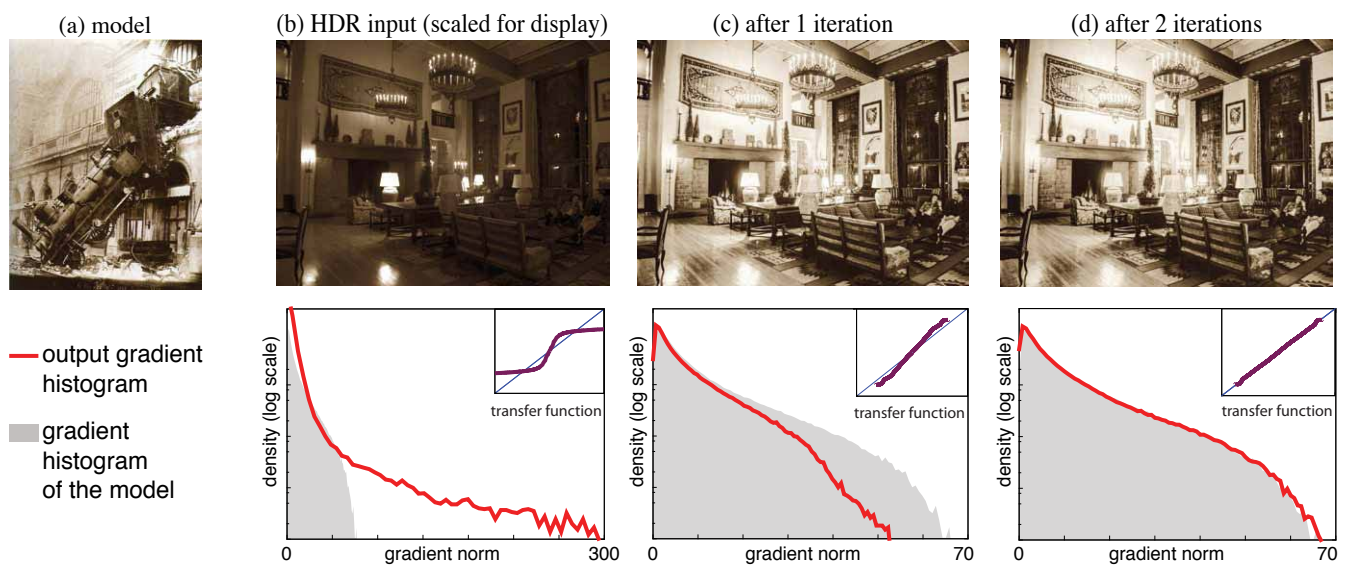 (a) model
(b) HDR input (scaled for display)
(c) after 1 iteration
(d) after 2 iterations
output gradient
histogram
gradient
histogram
of the model
density (log scale)
transfer function
0
gradient norm
300
density (log scale)
transfer function
0
gradient norm
70
density (log scale)
transfer function
0
gradient norm
70